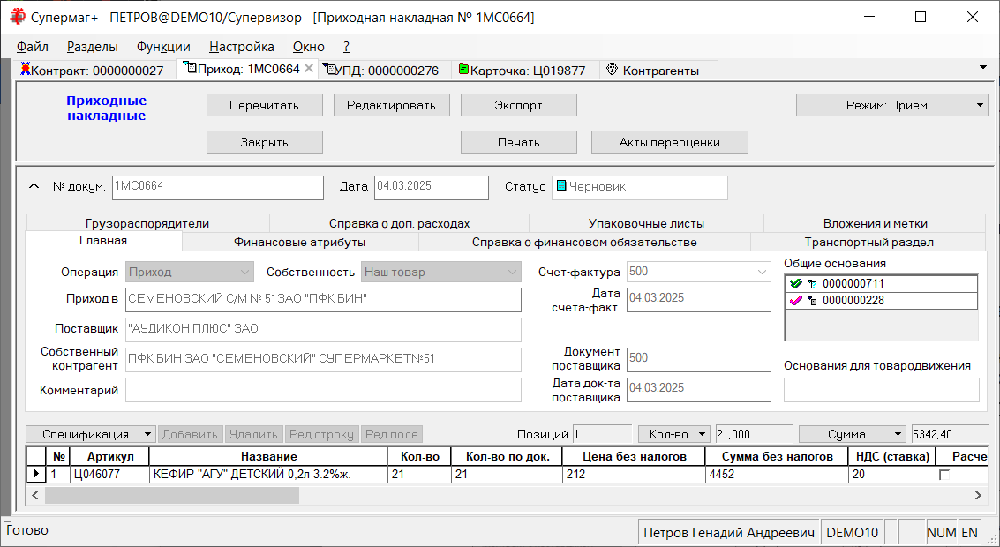 Супермаг+ ПЕТРОВ@DEMO10/Супервизор [Приходная накладная № 1МС0664]
Файл Разделы Функции Настройка Окно ?
Контракт: 0000000027 Приход: 1МС0664 УПД: 0000000276 Карточка: Ц019877 Контрагенты
Приходные накладные
Перечитать Редактировать Экспорт Режим: Прием
Закрыть Печать Акты переоценки
№ докум. 1МС0664 Дата 04.03.2025 Статус Черновик
Грузораспорядители Справка о доп. расходах Упаковочные листы Вложения и метки
Главная Финансовые атрибуты Справка о финансовом обязательстве Транспортный раздел
Операция Приход Собственность Наш товар Счет-фактура 500 Общие основания
0000000711
Приход в СЕМЕНОВСКИЙ С/М № 51ЗАО "ПФК БИН" Дата счета-факт. 04.03.2025
0000000228
Поставщик "АУДИКОН ПЛЮС" ЗАО
Собственный контрагент ПФК БИН ЗАО "СЕМЕНОВСКИЙ" СУПЕРМАРКЕТ№51 Документ поставщика 500 Основания для товародвижения
Комментарий Дата док-та поставщика 04.03.2025
Спецификация Добавить Удалить Ред.строку Ред.поле Позиций 1 Кол-во 21,000 Сумма 5342,40
№ Артикул Название Кол-во Кол-во по док. Цена без налогов Сумма без налогов НДС (ставка) Расчё
1 Ц046077 КЕФИР "АГУ" ДЕТСКИЙ 0,2л 3.2%ж. 21 21 212 4452 20
Готово Петров Генадий Андреевич DEMO10 NUM EN